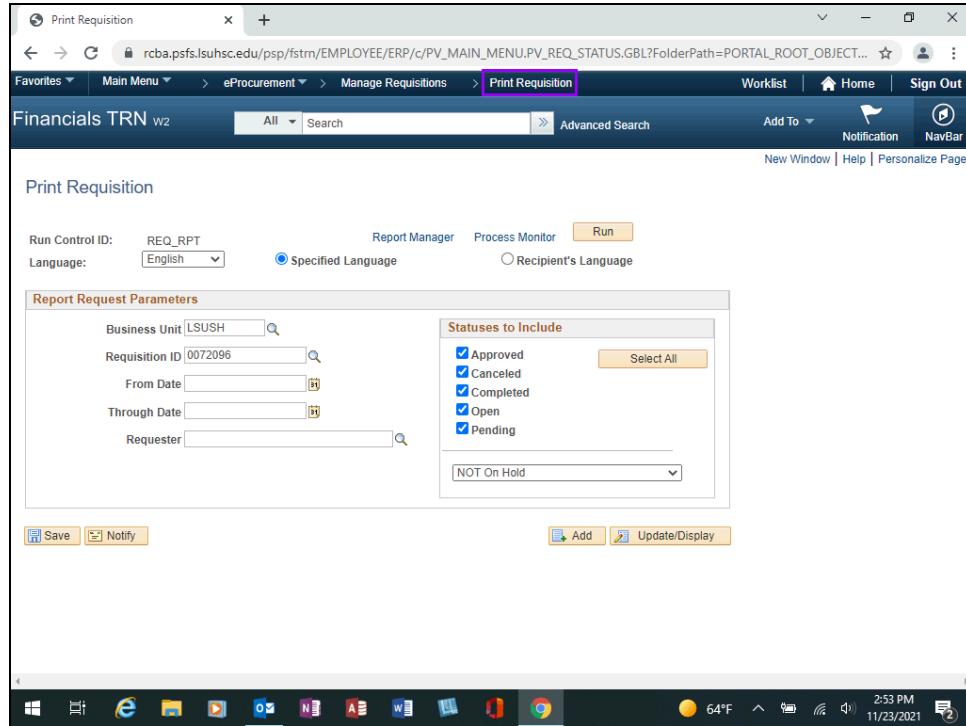 Print Requisition
rcba.psfs.lsuhsc.edu/psp/fstrn/EMPLOYEE/ERP/c/PV_MAIN_MENU.PV_REQ_STATUS.GBL?FolderPath=PORTAL_ROOT_OBJECT...
Favorites Main Menu > eProcurement > Manage Requisitions > Print Requisition Worklist Home Sign Out
Financials TRN W2 All Search » Advanced Search Add To Notification NavBar
New Window | Help | Personalize Page
Print Requisition
Run Control ID: REQ_RPT Report Manager Process Monitor Run
Language: English Specified Language Recipient's Language
Report Request Parameters
Business Unit LSUSH
Requisition ID 0072096
From Date
Through Date
Requester
Statuses to Include
Approved Select All
Canceled
Completed
Open
Pending
NOT On Hold
Save Notify Add Update/Display
64°F 2:53 PM
11/23/2021 2